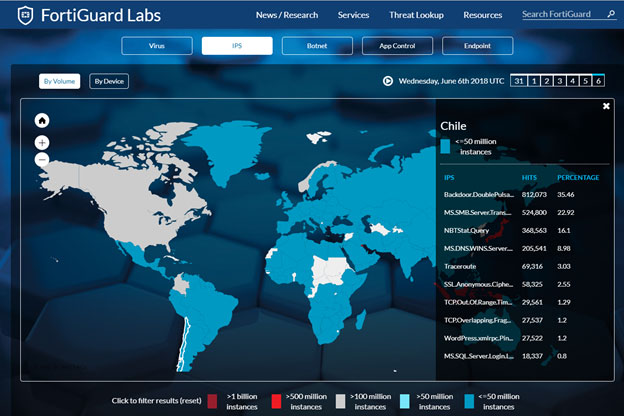 FortiGuard Labs
News / Research Services Threat Lookup Resources Search FortiGuard
Virus IPS Botnet App Control Endpoint
By Volume By Device Wednesday, June 6th 2018 UTC 31 1 2 3 4 5 6
Chile
<=50 million
instances
IPS HITS PERCENTAGE
Backdoor.DoublePulsa... 812,073 35.46
MS.SMB.Server.Trans.... 524,800 22.92
NBTStat.Query 368,563 16.1
MS.DNS.WINS.Server.... 205,541 8.98
Traceroute 69,316 3.03
SSL.Anonymous.Ciphe... 58,325 2.55
TCP.Out.Of.Range.Tim... 29,561 1.29
TCP.Overlapping.Frag... 27,537 1.2
WordPress.xmlrpc.Pin... 27,522 1.2
MS.SQL.Server.Login.I... 18,337 0.8
Click to filter results (reset) >1 billion >500 million >100 million >50 million <=50 million
instances instances instances instances instances